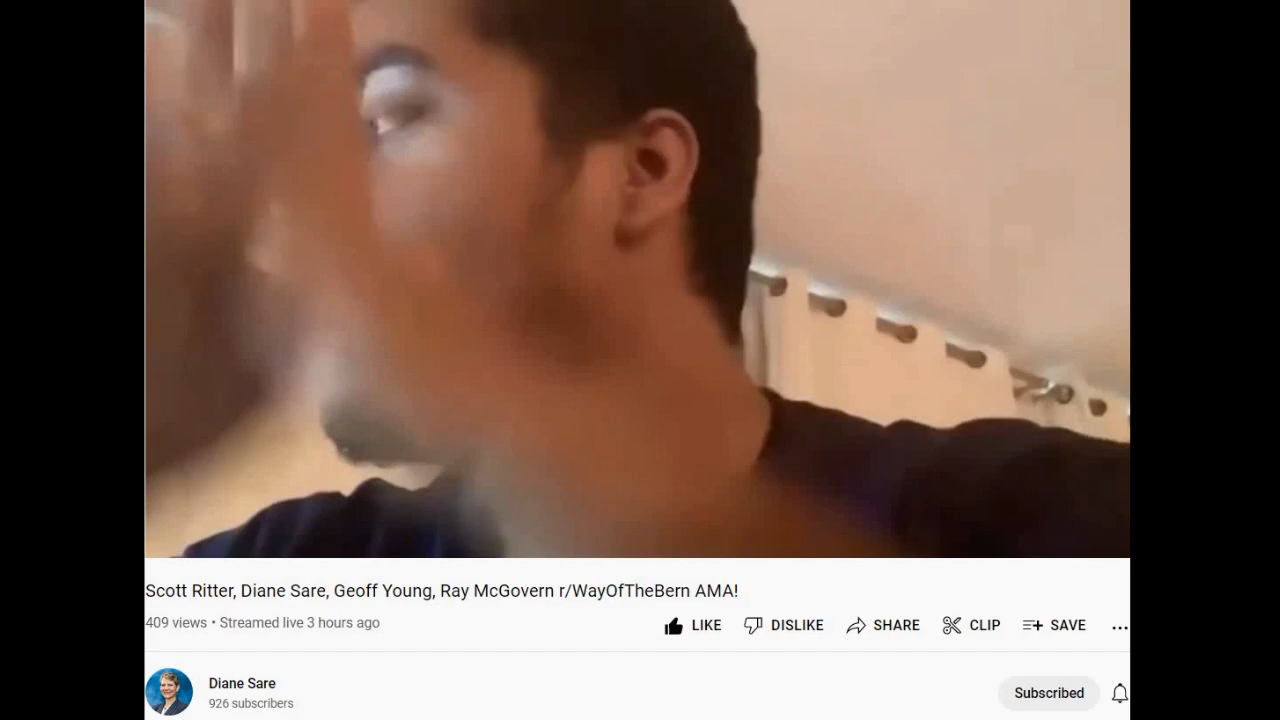 Scott Ritter, Diane Sare, Geoff Young, Ray McGovern r/WayOfTheBern AMA!
409 views • Streamed live 3 hours ago
LIKE DISLIKE SHARE CLIP SAVE ...
Diane Sare
926 subscribers
Subscribed